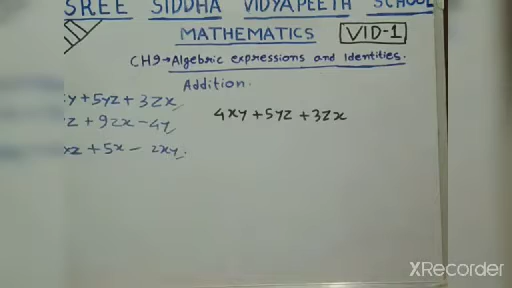 SREE SIDDHA VIDYAPEETH SCHOOL
MATHEMATICS VID-1
CH9→Algebric expressions and Identities.
Addition.
y+5yz+3zx,
4xy+5yz+3zx
z+9zx-4y,
xz+5x-2xy.
XRecorder